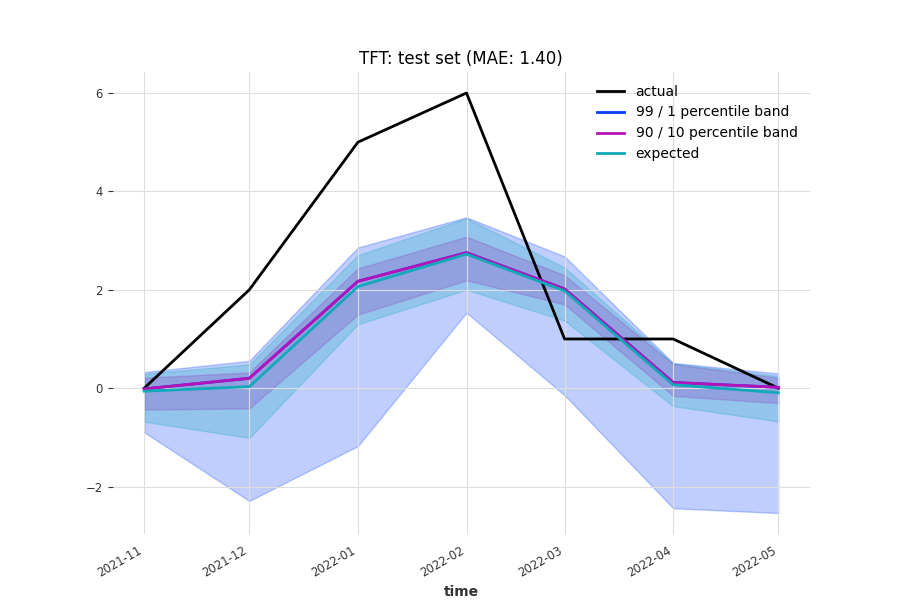 TFT: test set (MAE: 1.40)
actual
99 / 1 percentile band
90 / 10 percentile band
expected
6
4
2
0
−2
2021-11
2021-12
2022-01
2022-02
2022-03
2022-04
2022-05
time